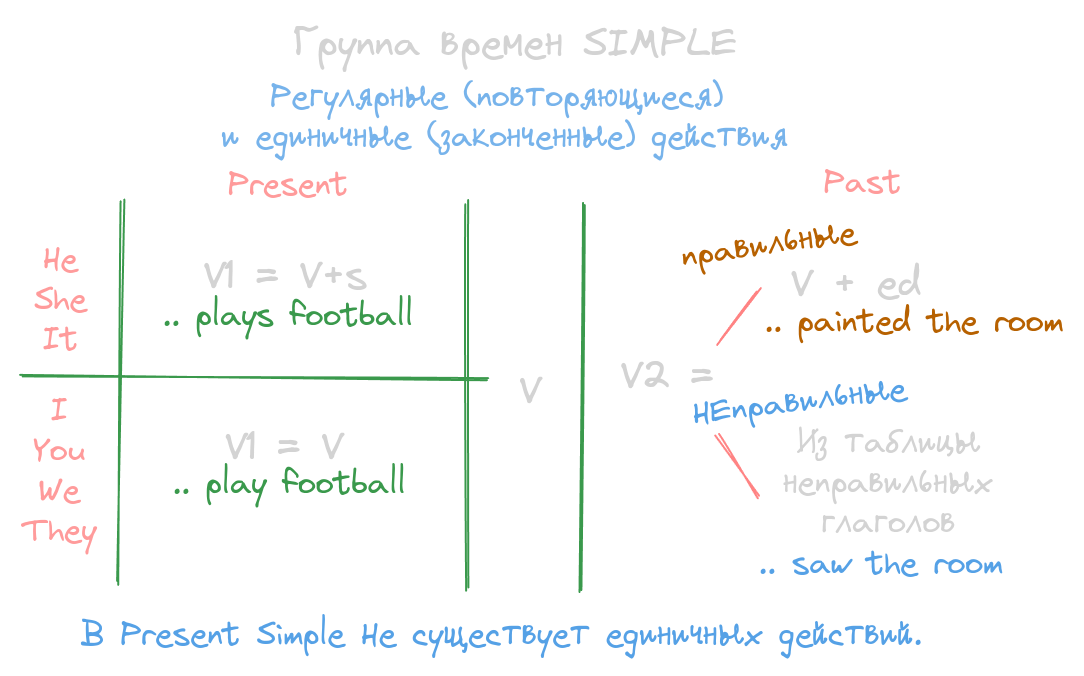 Группа времен SIMPLE
Регулярные (повторяющиеся)
и единичные (законченные) действия
Present
Past
He
She
It
V1 = V+s
.. plays football
I
You
We
They
V1 = V
.. play football
V
V2 =
правильные
V + ed
.. painted the room
НЕправильные
Из таблицы
неправильных
глаголов
.. saw the room
В Present Simple Не существует единичных действий.